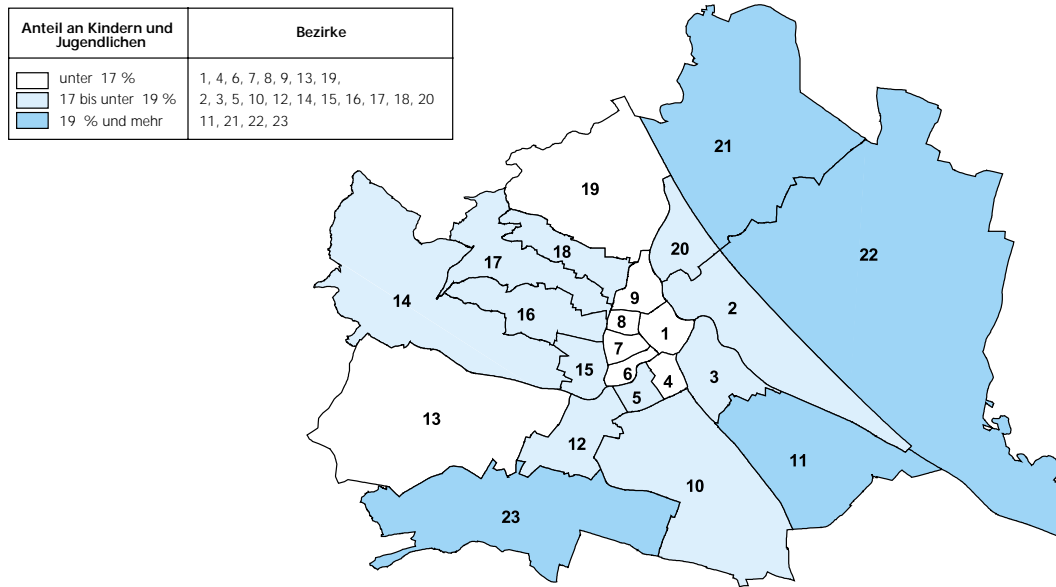 Anteil an Kindern und
Jugendlichen
Bezirke
unter 17 %
1, 4, 6, 7, 8, 9, 13, 19,
17 bis unter 19 %
2, 3, 5, 10, 12, 14, 15, 16, 17, 18, 20
19 % und mehr
11, 21, 22, 23
21
19
20
18
22
17
14
9
2
16
8
1
7
15
6
4
3
5
13
12
11
10
23